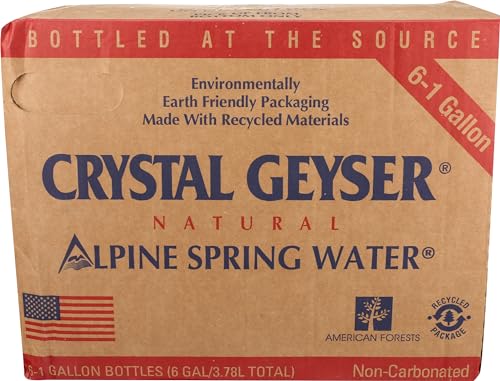 BOTTLED AT THE SOURCE
6-1 Gallon
Environmentally
Earth Friendly Packaging
Made With Recycled Materials
CRYSTAL GEYSER®
NATURAL
ALPINE SPRING WATER®
AMERICAN FORESTS
RECYCLED
PACKAGE
6-1 GALLON BOTTLES (6 GAL/3.78L TOTAL)
Non-Carbonated